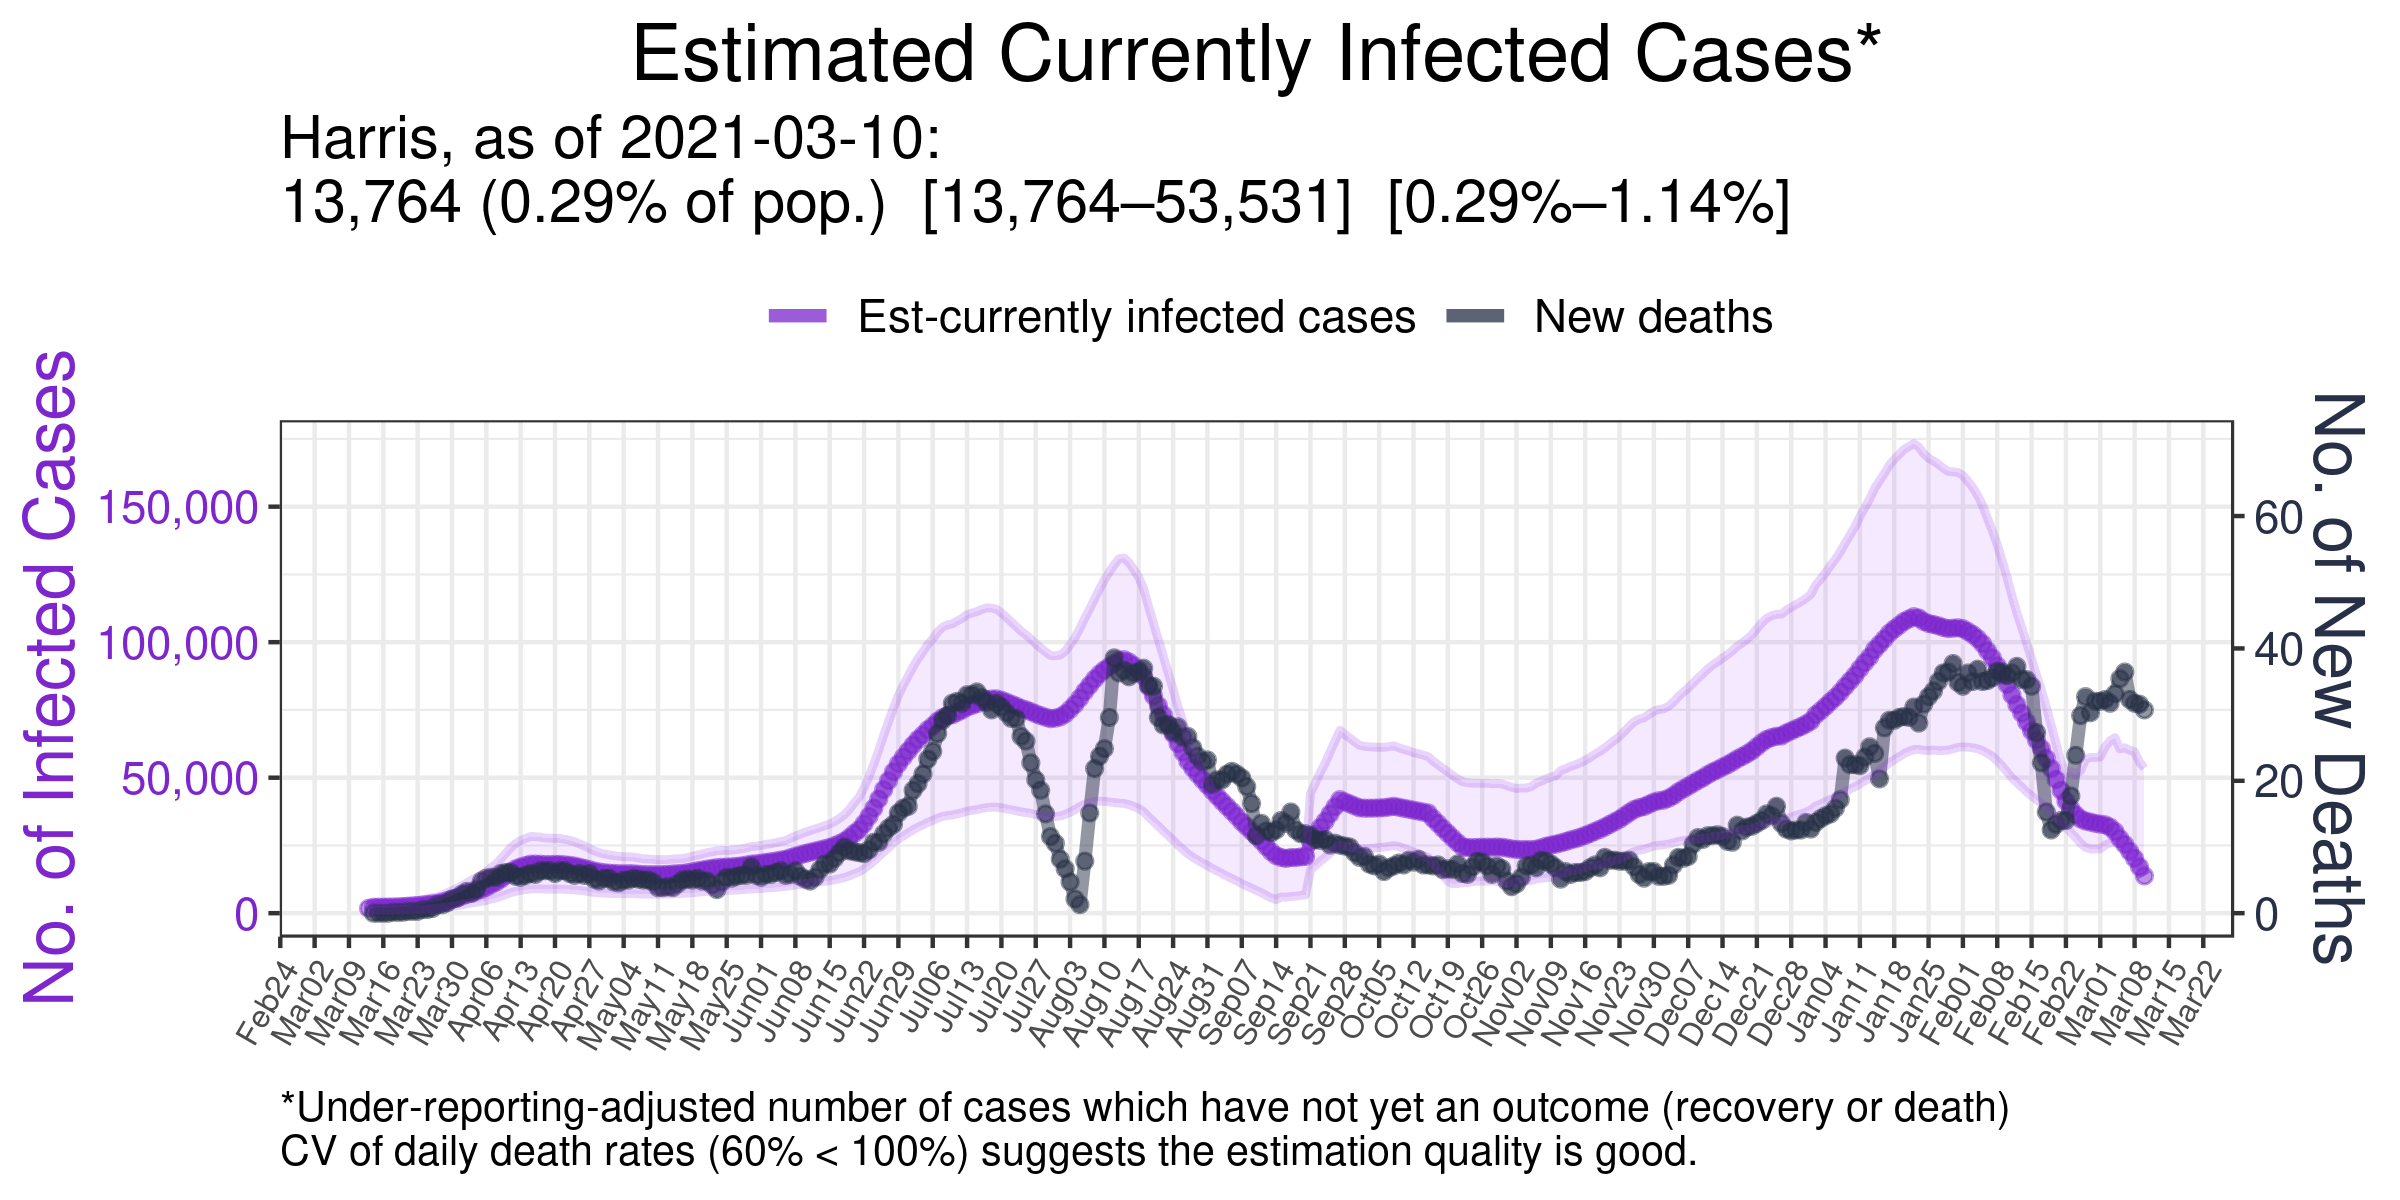 Estimated Currently Infected Cases*
Harris, as of 2021-03-10:
13,764 (0.29% of pop.) [13,764–53,531] [0.29%–1.14%]
Est-currently infected cases New deaths
No. of Infected Cases
150,000
100,000
50,000
0
60
40
20
0
No. of New Deaths
Feb24 Mar02 Mar09 Mar16 Mar23 Mar30 Apr06 Apr13 Apr20 Apr27 May04 May11 May18 May25 Jun01 Jun08 Jun15 Jun22 Jun29 Jul06 Jul13 Jul20 Jul27 Aug03 Aug10 Aug17 Aug24 Aug31 Sep07 Sep14 Sep21 Sep28 Oct05 Oct12 Oct19 Oct26 Nov02 Nov09 Nov16 Nov23 Nov30 Dec07 Dec14 Dec21 Dec28 Jan04 Jan11 Jan18 Jan25 Feb01 Feb08 Feb15 Feb22 Mar01 Mar08 Mar15 Mar22
*Under-reporting-adjusted number of cases which have not yet an outcome (recovery or death)
CV of daily death rates (60% < 100%) suggests the estimation quality is good.